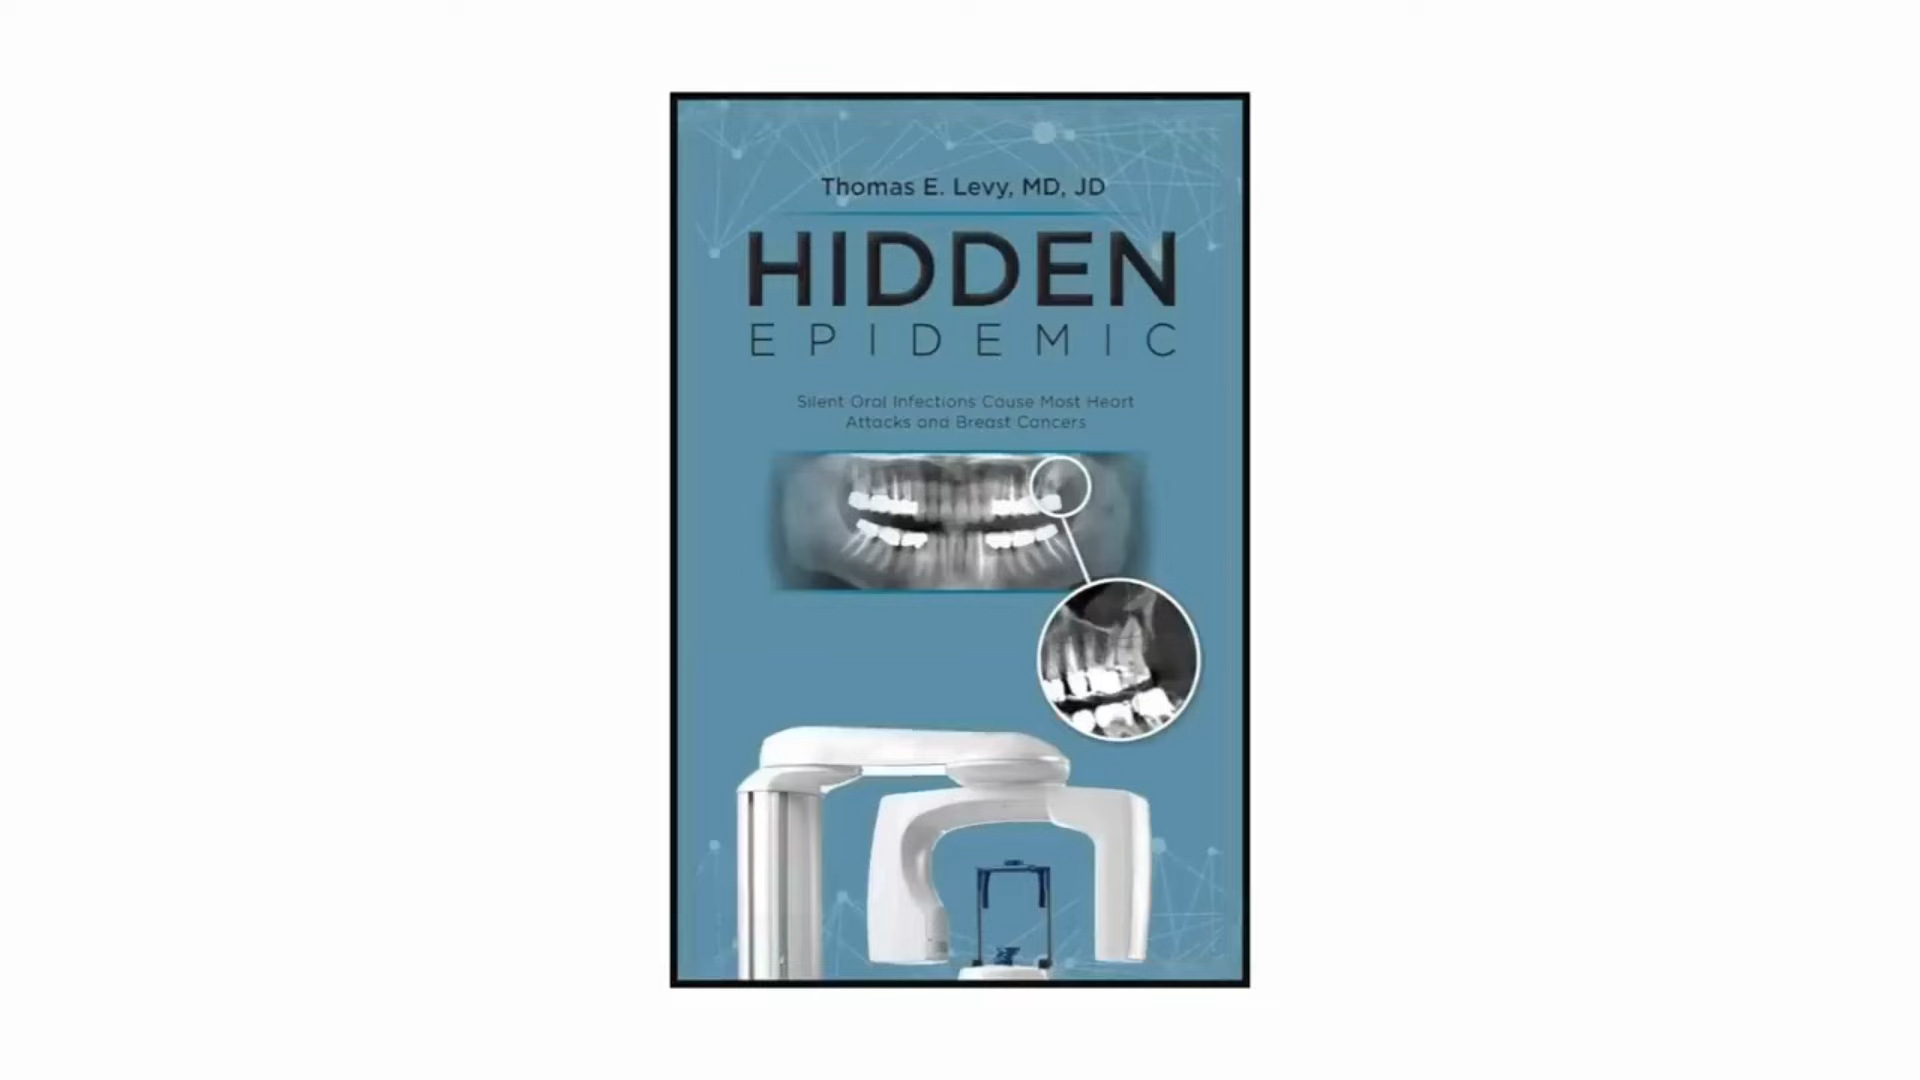 Thomas E. Levy, MD, JD
HIDDEN
EPIDEMIC
Silent Oral Infections Cause Most Heart
Attacks and Breast Cancers